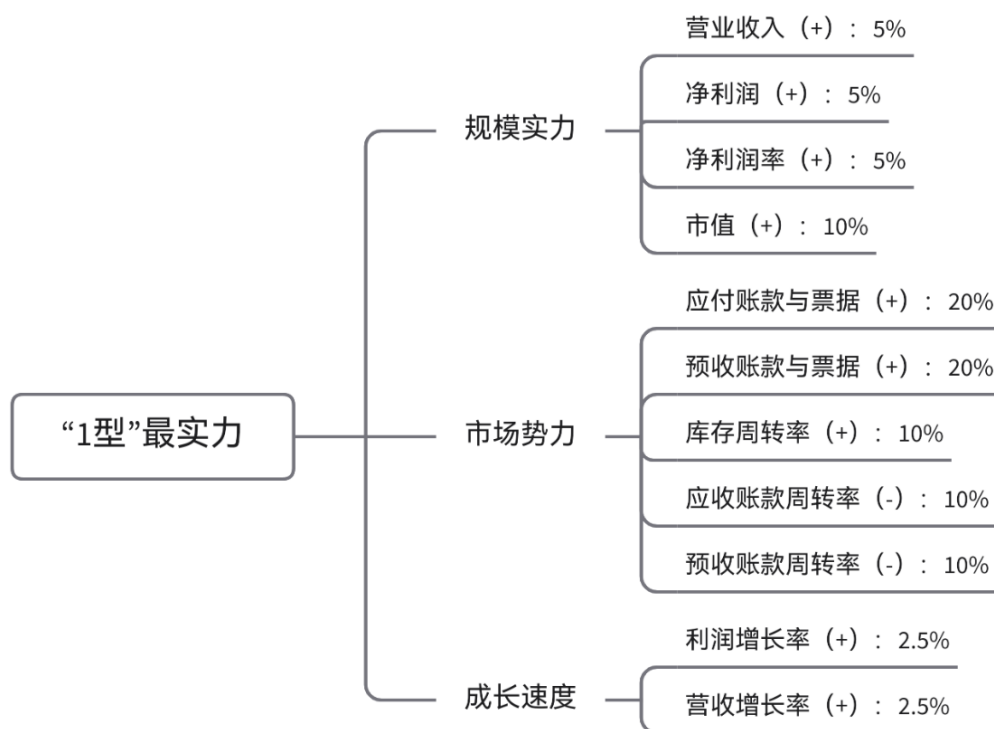 “1型”最实力
规模实力
营业收入（+）： 5%
净利润（+）： 5%
净利润率（+）： 5%
市值（+）： 10%
市场势力
应付账款与票据（+）： 20%
预收账款与票据（+）： 20%
库存周转率（+）： 10%
应收账款周转率（-）： 10%
预收账款周转率（-）： 10%
成长速度
利润增长率（+）： 2.5%
营收增长率（+）： 2.5%